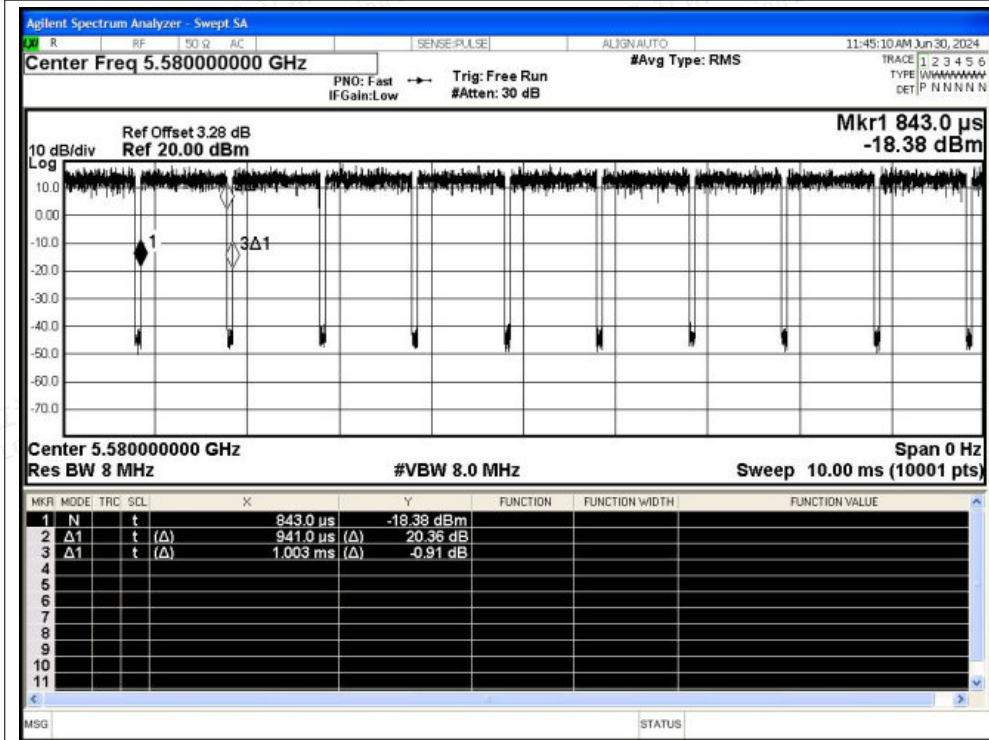 Agilent Spectrum Analyzer - Swept SA
LXI R RF 50 Ω AC SENSE:PULSE ALIGN AUTO 11:45:10 AM Jun 30, 2024
Center Freq 5.580000000 GHz #Avg Type: RMS TRACE 1 2 3 4 5 6
PNO: Fast Trig: Free Run TYPE
IFGain:Low #Atten: 30 dB DET P N N N N N
Mkr1 843.0 µs
Ref Offset 3.28 dB -18.38 dBm
10 dB/div Ref 20.00 dBm
Log
10.0
0.00
-10.0
1
3Δ1
-20.0
-30.0
-40.0
-50.0
-60.0
-70.0
Center 5.580000000 GHz Span 0 Hz
Res BW 8 MHz #VBW 8.0 MHz Sweep 10.00 ms (10001 pts)
MKR MODE TRC SCL X Y FUNCTION FUNCTION WIDTH FUNCTION VALUE
1 N t 843.0 µs -18.38 dBm
2 Δ1 t (Δ) 941.0 µs (Δ) 20.36 dB
3 Δ1 t (Δ) 1.003 ms (Δ) -0.91 dB
4
5
6
7
8
9
10
11
MSG STATUS